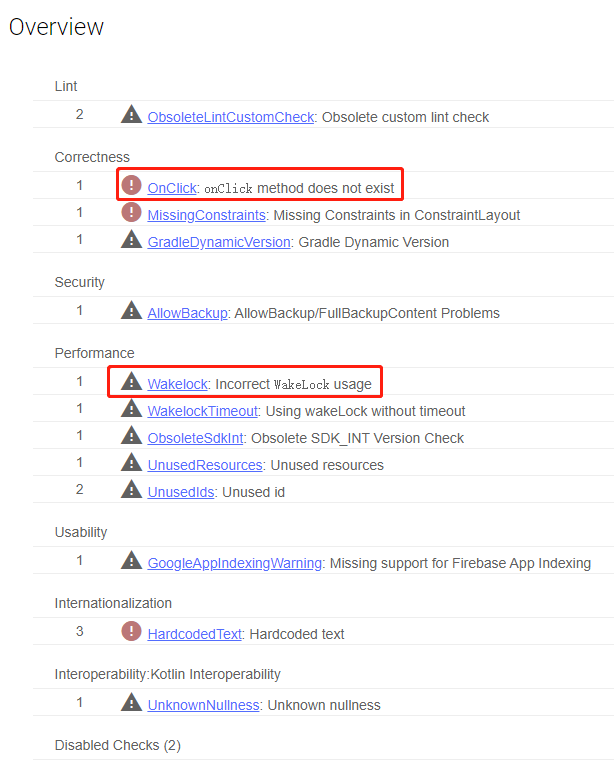 Overview
Lint
2 ObsoleteLintCustomCheck: Obsolete custom lint check
Correctness
1 OnClick: onClick method does not exist
1 MissingConstraints: Missing Constraints in ConstraintLayout
1 GradleDynamicVersion: Gradle Dynamic Version
Security
1 AllowBackup: AllowBackup/FullBackupContent Problems
Performance
1 Wakelock: Incorrect WakeLock usage
1 WakelockTimeout: Using wakeLock without timeout
1 ObsoleteSdkInt: Obsolete SDK_INT Version Check
1 UnusedResources: Unused resources
2 UnusedIds: Unused id
Usability
1 GoogleAppIndexingWarning: Missing support for Firebase App Indexing
Internationalization
3 HardcodedText: Hardcoded text
Interoperability:Kotlin Interoperability
1 UnknownNullness: Unknown nullness
Disabled Checks (2)